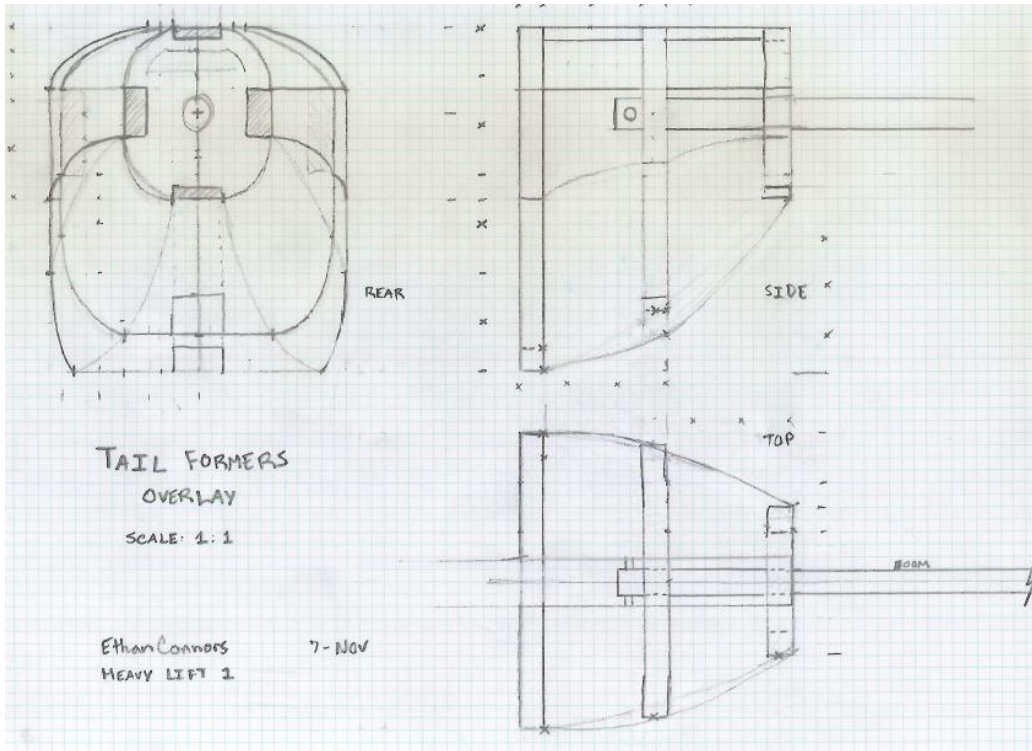 REAR
SIDE
TOP
TAIL FORMERS
OVERLAY
SCALE: 1:1
BOOM
Ethan Connors 7-Nov
HEAVY LIFT 1